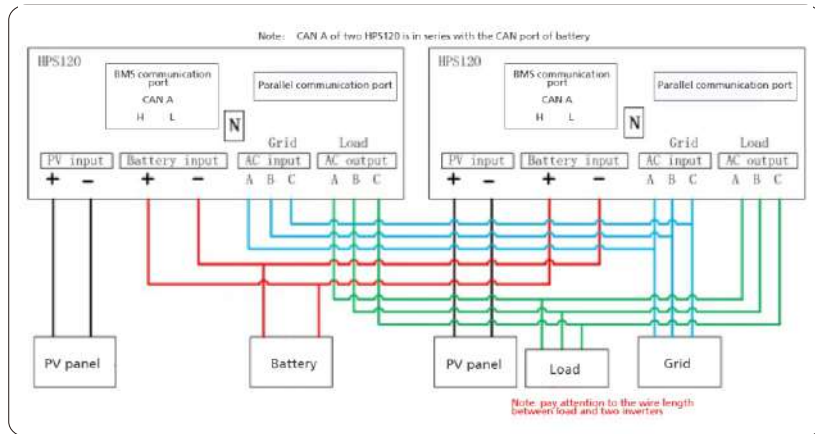 Note: CAN A of two HPS120 is in series with the CAN port of battery
HPS120
BMS communication
port
CAN A
H L
Parallel communication port
N
Grid Load
PV input Battery input AC input AC output
+ − + − A B C A B C
HPS120
BMS communication
port
CAN A
H L
Parallel communication port
N
Grid Load
PV input Battery input AC input AC output
+ − + − A B C A B C
PV panel Battery PV panel Load Grid
Note: pay attention to the wire length
between load and two inverters